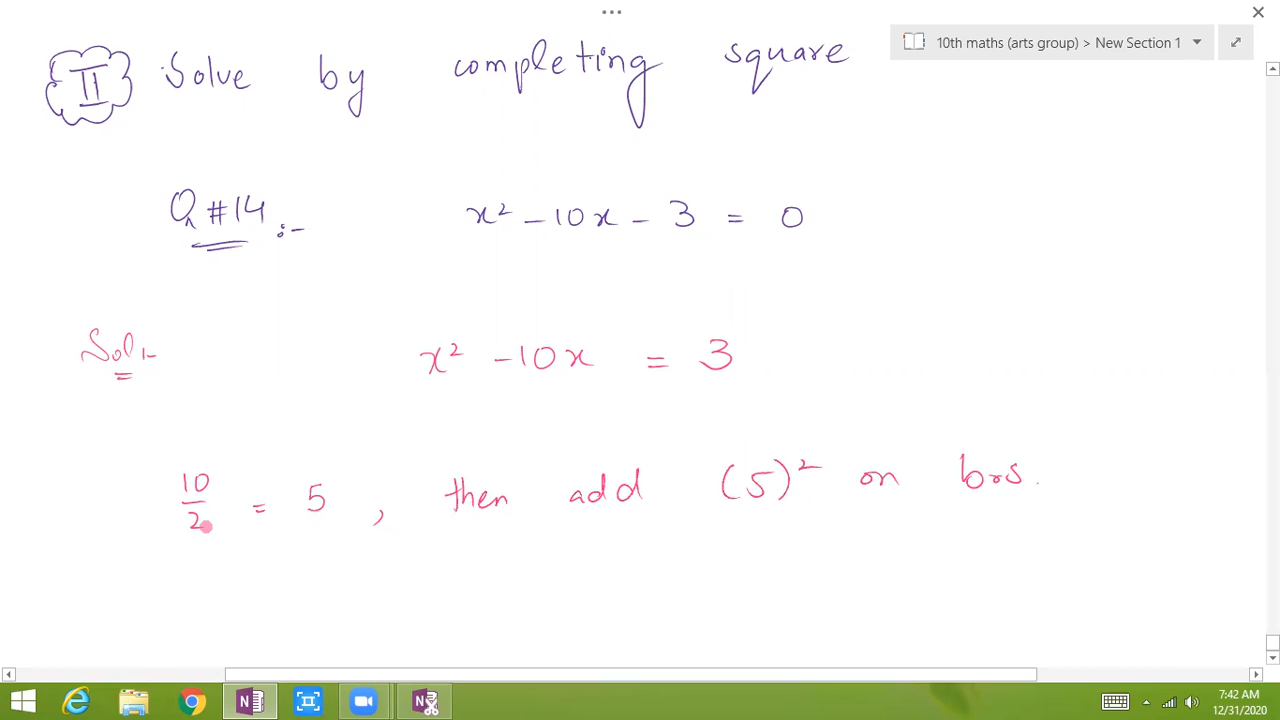 10th maths (arts group) > New Section 1
II Solve by completing square
Q #14 :- x² - 10x - 3 = 0
Sol :- x² - 10x = 3
10/2 = 5 , then add (5)² on b/s.
7:42 AM
12/31/2020